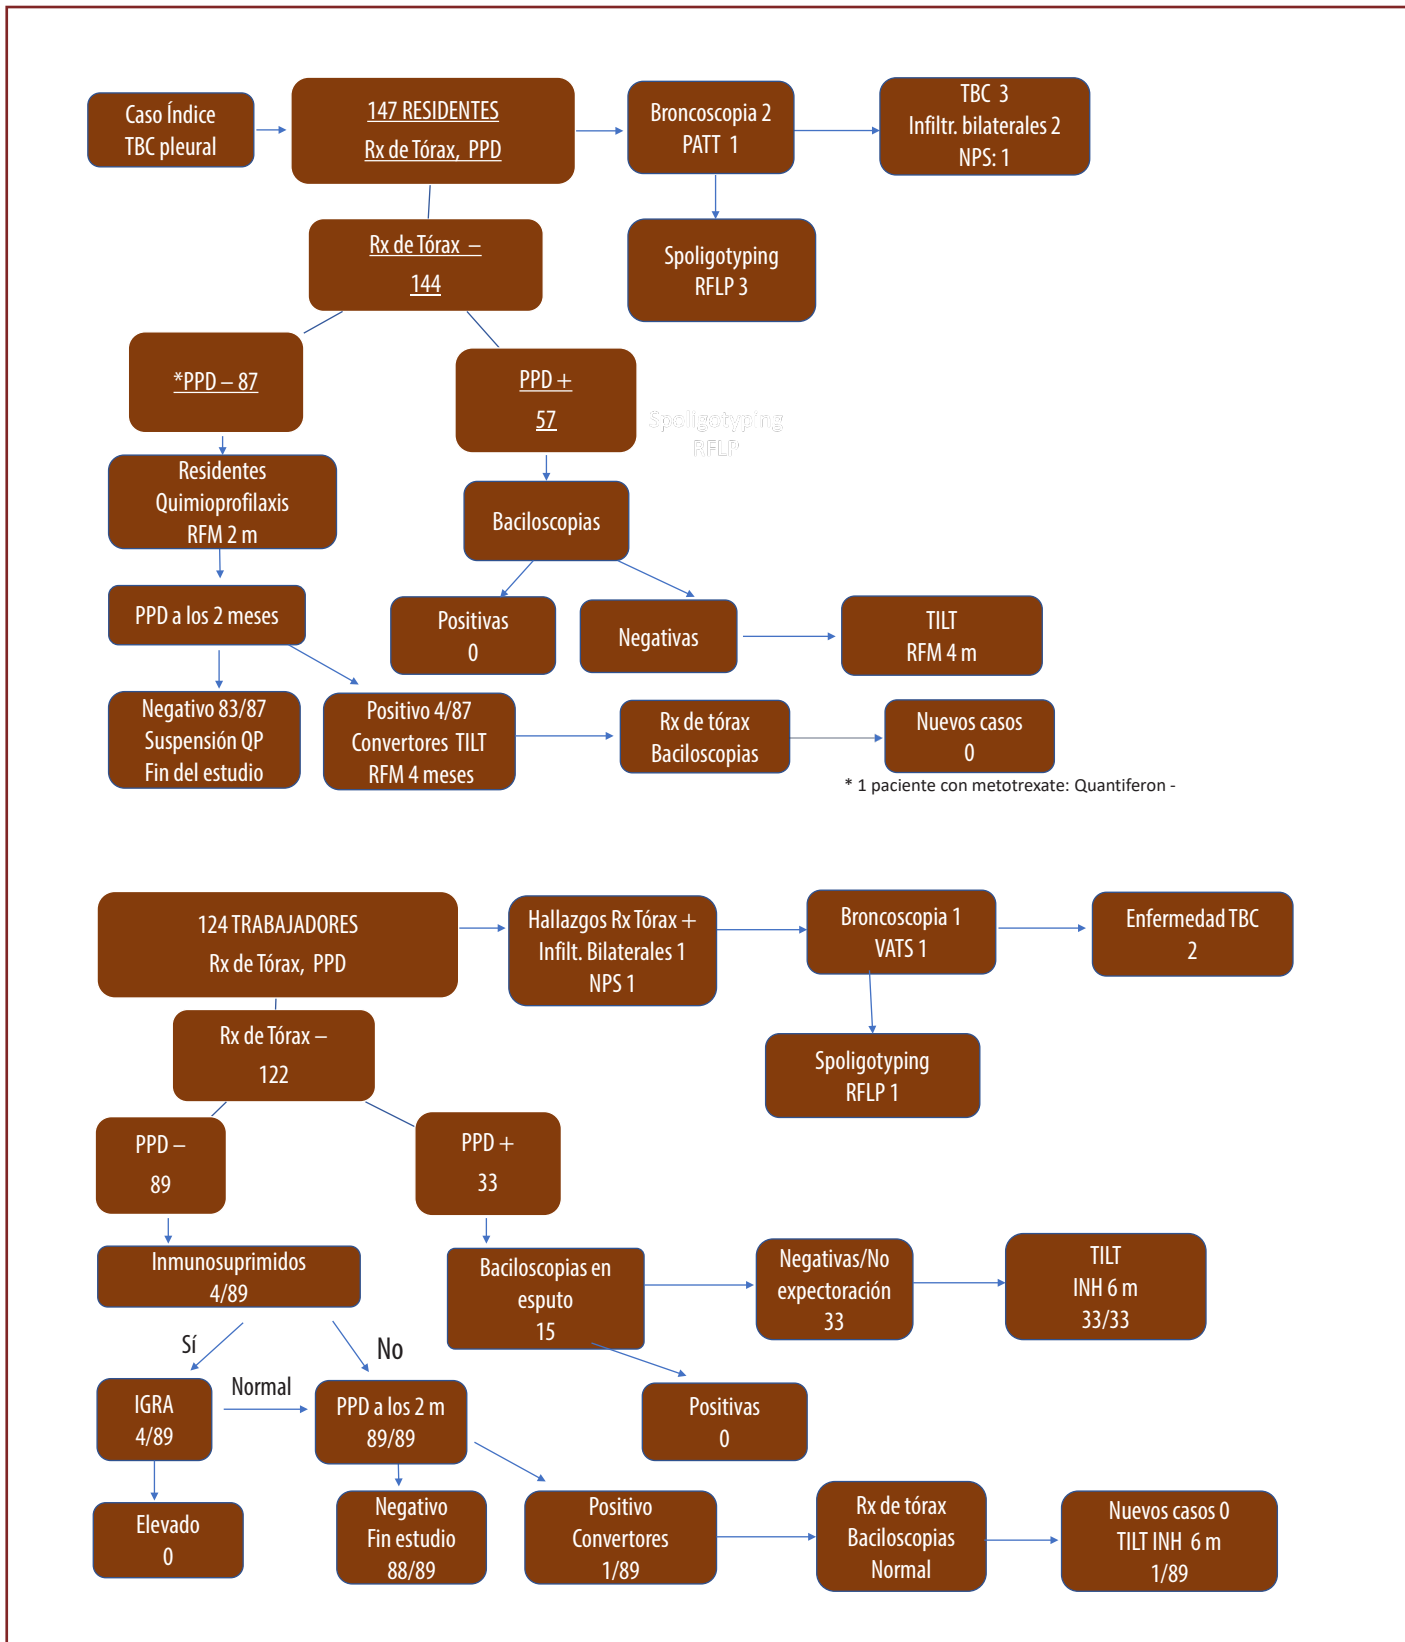 Caso Índice
TBC pleural
147 RESIDENTES
Rx de Tórax, PPD
Broncoscopia 2
PATT 1
TBC 3
Infiltr. bilaterales 2
NPS: 1
Spoligotyping
RFLP 3
Rx de Tórax –
144
*PPD – 87
PPD +
57
Spoligotyping
RFLP
Residentes
Quimioprofilaxis
RFM 2 m
Baciloscopias
PPD a los 2 meses
Positivas
0
Negativas
TILT
RFM 4 m
Negativo 83/87
Suspensión QP
Fin del estudio
Positivo 4/87
Convertores TILT
RFM 4 meses
Rx de tórax
Baciloscopias
Nuevos casos
0
* 1 paciente con metotrexate: Quantiferon -
124 TRABAJADORES
Rx de Tórax, PPD
Hallazgos Rx Tórax +
Infilt. Bilaterales 1
NPS 1
Broncoscopia 1
VATS 1
Enfermedad TBC
2
Rx de Tórax –
122
Spoligotyping
RFLP 1
PPD –
89
PPD +
33
Inmunosuprimidos
4/89
Baciloscopias en
esputo
15
Negativas/No
expectoración
33
TILT
INH 6 m
33/33
Sí
No
IGRA
4/89
Normal
PPD a los 2 m
89/89
Positivas
0
Elevado
0
Negativo
Fin estudio
88/89
Positivo
Convertores
1/89
Rx de tórax
Baciloscopias
Normal
Nuevos casos 0
TILT INH 6 m
1/89